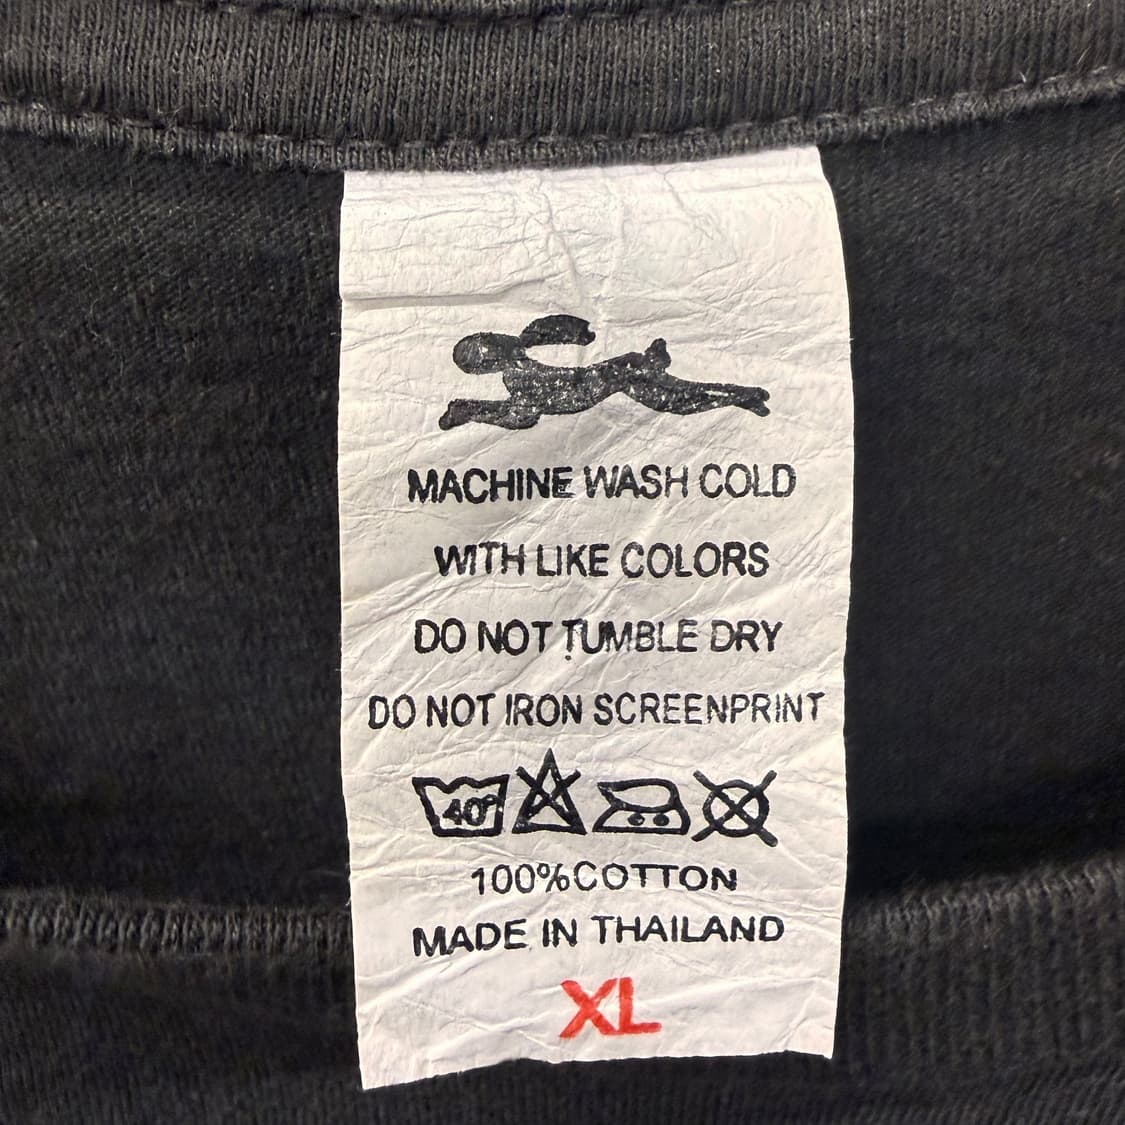 MACHINE WASH COLD
WITH LIKE COLORS
DO NOT TUMBLE DRY
DO NOT IRON SCREENPRINT
40°
100%COTTON
MADE IN THAILAND
XL